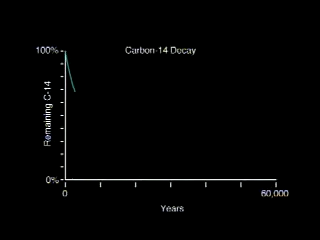 Carbon-14 Decay
100%
Remaining C-14
0%
0
60,000
Years